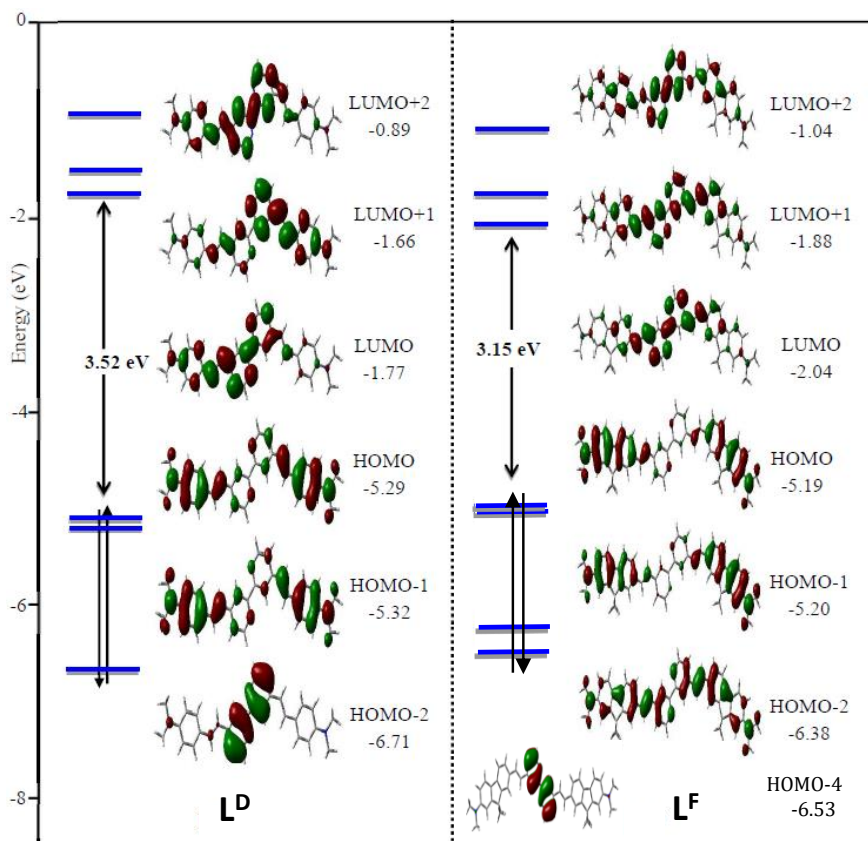 0
-2
-4
-6
-8
Energy (eV)
LUMO+2
-0.89
LUMO+1
-1.66
LUMO
-1.77
3.52 eV
HOMO
-5.29
HOMO-1
-5.32
HOMO-2
-6.71
L^D
LUMO+2
-1.04
LUMO+1
-1.88
LUMO
-2.04
3.15 eV
HOMO
-5.19
HOMO-1
-5.20
HOMO-2
-6.38
HOMO-4
-6.53
L^F